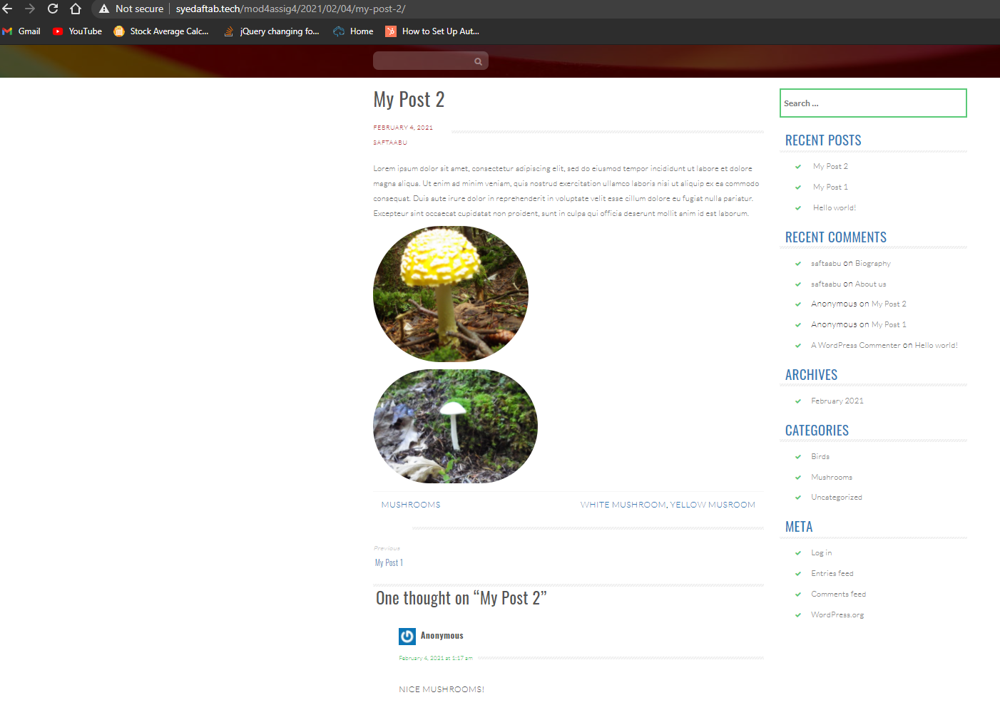 Not secure | syedaftab.tech/mod4assig4/2021/02/04/my-post-2/
Gmail YouTube Stock Average Calc... jQuery changing fo... Home How to Set Up Aut...
My Post 2
FEBRUARY 4, 2021
SAFTAABU
Lorem ipsum dolor sit amet, consectetur adipiscing elit, sed do eiusmod tempor incididunt ut labore et dolore
magna aliqua. Ut enim ad minim veniam, quis nostrud exercitation ullamco laboris nisi ut aliquip ex ea commodo
consequat. Duis aute irure dolor in reprehenderit in voluptate velit esse cillum dolore eu fugiat nulla pariatur.
Excepteur sint occaecat cupidatat non proident, sunt in culpa qui officia deserunt mollit anim id est laborum.
MUSHROOMS
WHITE MUSHROOM, YELLOW MUSROOM
Previous
My Post 1
One thought on “My Post 2”
Anonymous
February 4, 2021 at 1:17 am
NICE MUSHROOMS!
Search ...
RECENT POSTS
My Post 2
My Post 1
Hello world!
RECENT COMMENTS
saftaabu on Biography
saftaabu on About us
Anonymous on My Post 2
Anonymous on My Post 1
A WordPress Commenter on Hello world!
ARCHIVES
February 2021
CATEGORIES
Birds
Mushrooms
Uncategorized
META
Log in
Entries feed
Comments feed
WordPress.org